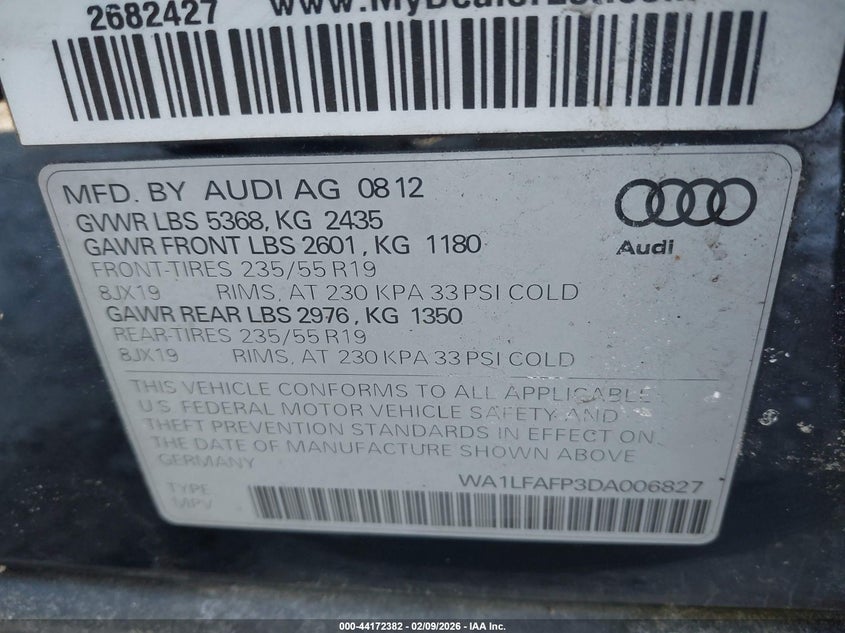 2682427
MFD. BY AUDI AG 0812
GVWR LBS 5368, KG 2435
GAWR FRONT LBS 2601, KG 1180
FRONT-TIRES 235/55 R19
8JX19 RIMS, AT 230 KPA 33 PSI COLD
GAWR REAR LBS 2976, KG 1350
REAR-TIRES 235/55 R19
8JX19 RIMS, AT 230 KPA 33 PSI COLD
Audi
THIS VEHICLE CONFORMS TO ALL APPLICABLE
U.S. FEDERAL MOTOR VEHICLE SAFETY AND
THEFT PREVENTION STANDARDS IN EFFECT ON
THE DATE OF MANUFACTURE SHOWN ABOVE
GERMANY
WA1LFAFP3DA006827
TYPE
MPV
000-44172382 - 02/09/2026 - IAA Inc.